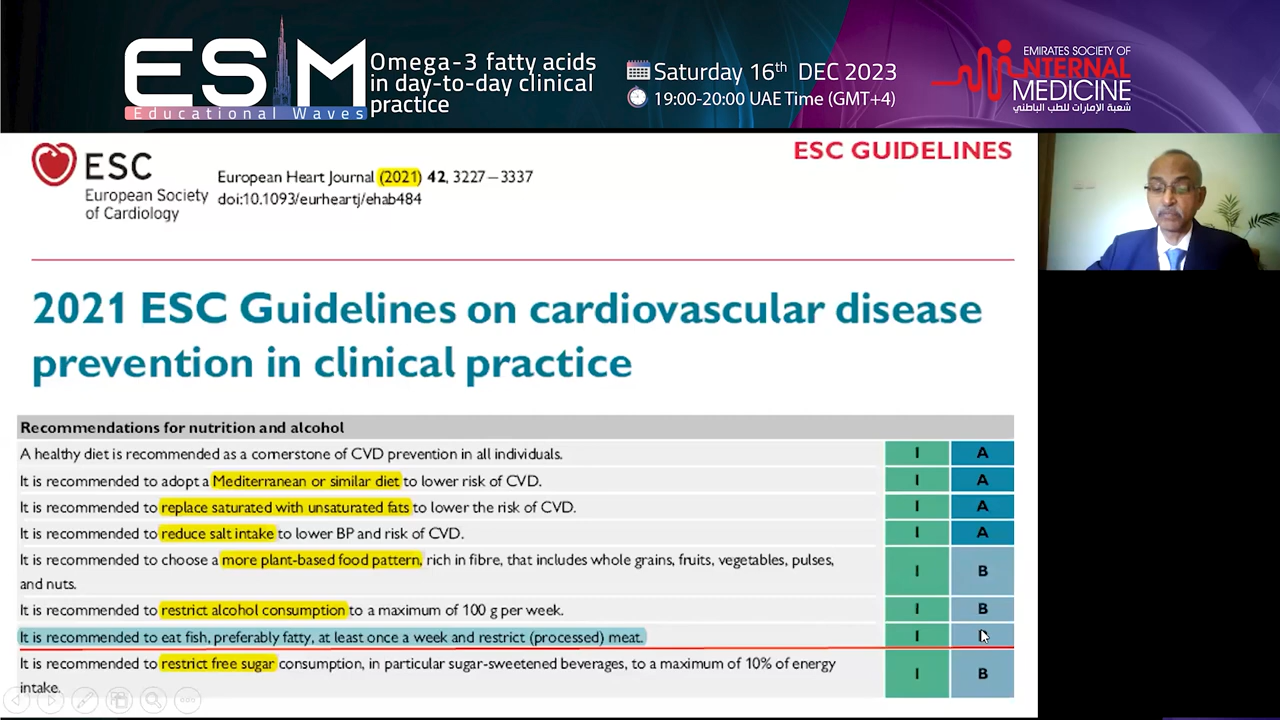 ESM
Educational Waves
Omega-3 fatty acids
in day-to-day clinical
practice
Saturday 16th DEC 2023
19:00-20:00 UAE Time (GMT+4)
EMIRATES SOCIETY OF
INTERNAL
MEDICINE
شعبة الإمارات للطب الباطني
ESC
European Society
of Cardiology
European Heart Journal (2021) 42, 3227–3337
doi:10.1093/eurheartj/ehab484
ESC GUIDELINES
2021 ESC Guidelines on cardiovascular disease
prevention in clinical practice
Recommendations for nutrition and alcohol
A healthy diet is recommended as a cornerstone of CVD prevention in all individuals. I A
It is recommended to adopt a Mediterranean or similar diet to lower risk of CVD. I A
It is recommended to replace saturated with unsaturated fats to lower the risk of CVD. I A
It is recommended to reduce salt intake to lower BP and risk of CVD. I A
It is recommended to choose a more plant-based food pattern, rich in fibre, that includes whole grains, fruits, vegetables, pulses,
and nuts. I B
It is recommended to restrict alcohol consumption to a maximum of 100 g per week. I B
It is recommended to eat fish, preferably fatty, at least once a week and restrict (processed) meat. I
It is recommended to restrict free sugar consumption, in particular sugar-sweetened beverages, to a maximum of 10% of energy
intake. I B